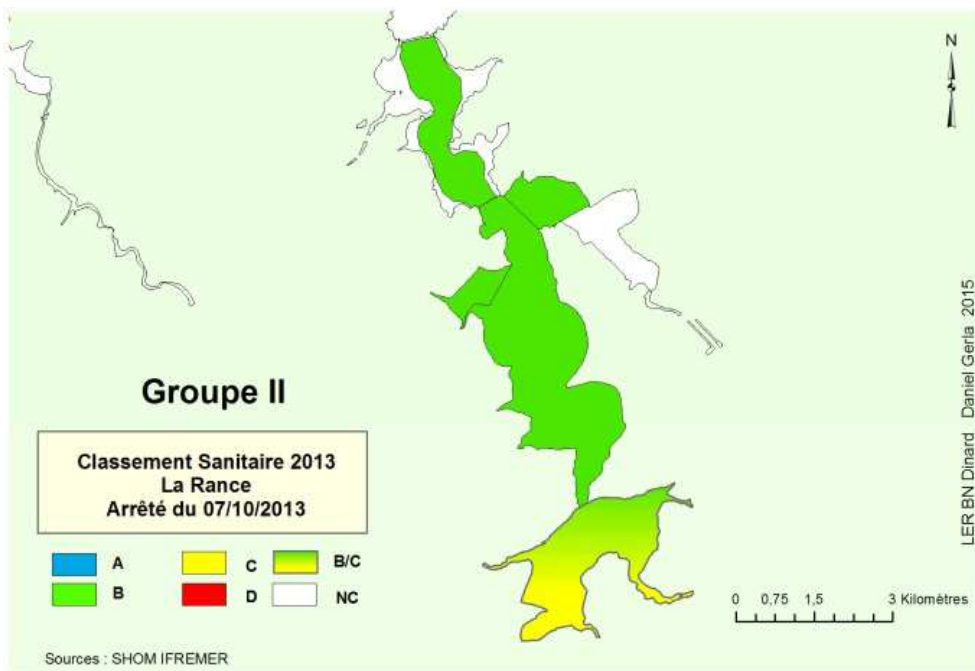 N
Groupe II
Classement Sanitaire 2013
La Rance
Arrêté du 07/10/2013
A
C
B/C
B
D
NC
0 0,75 1,5 3 Kilomètres
Sources : SHOM IFREMER
LER BN Dinard Daniel Gerla 2015